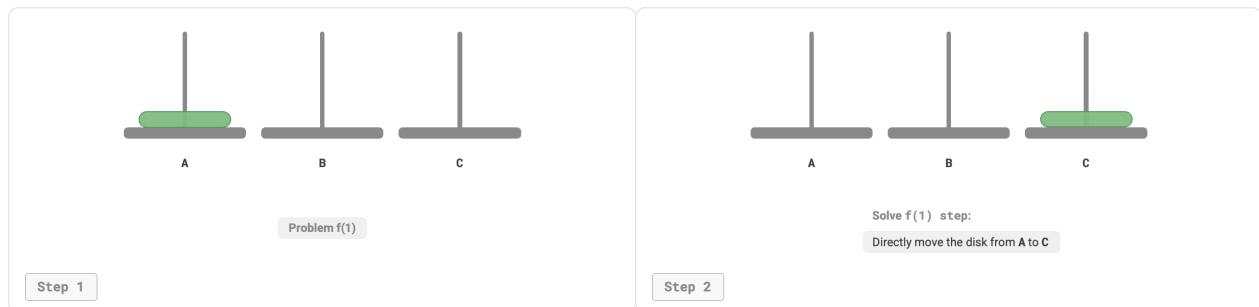 A B C
Problem f(1)
Step 1
A B C
Solve f(1) step:
Directly move the disk from A to C
Step 2